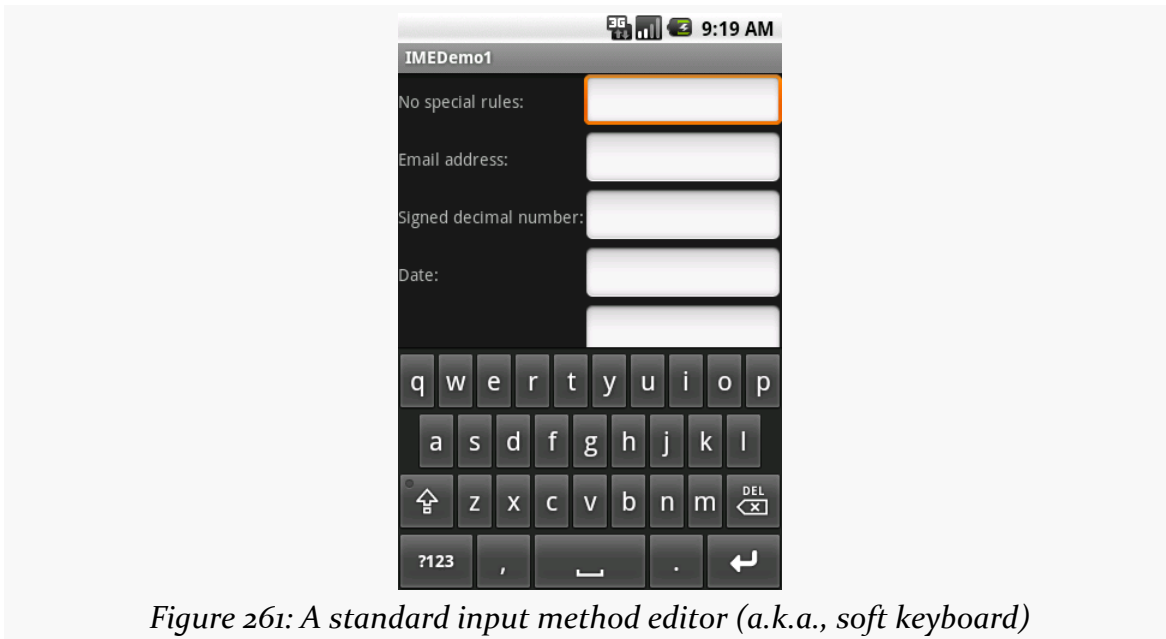 3G 9:19 AM
IMEDemo1
No special rules:
Email address:
Signed decimal number:
Date:
q w e r t y u i o p
a s d f g h j k l
z x c v b n m DEL
?123 , .
Figure 261: A standard input method editor (a.k.a., soft keyboard)